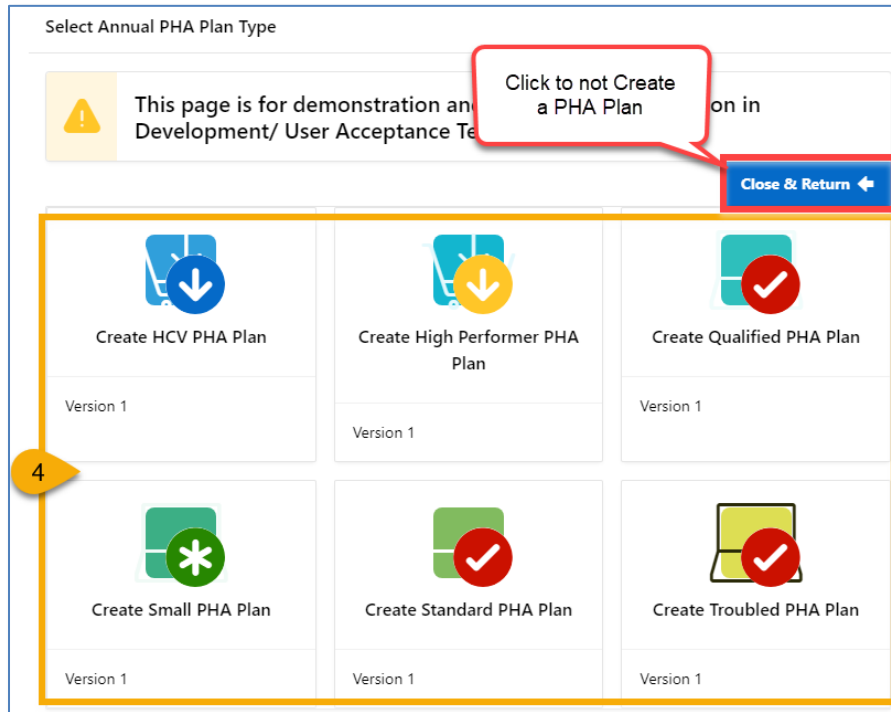 Select Annual PHA Plan Type
Click to not Create
a PHA Plan
This page is for demonstration an on in
Development/ User Acceptance Te
Close & Return
Create HCV PHA Plan
Create High Performer PHA
Plan
Create Qualified PHA Plan
Version 1
Version 1
Version 1
4
Create Small PHA Plan
Create Standard PHA Plan
Create Troubled PHA Plan
Version 1
Version 1
Version 1